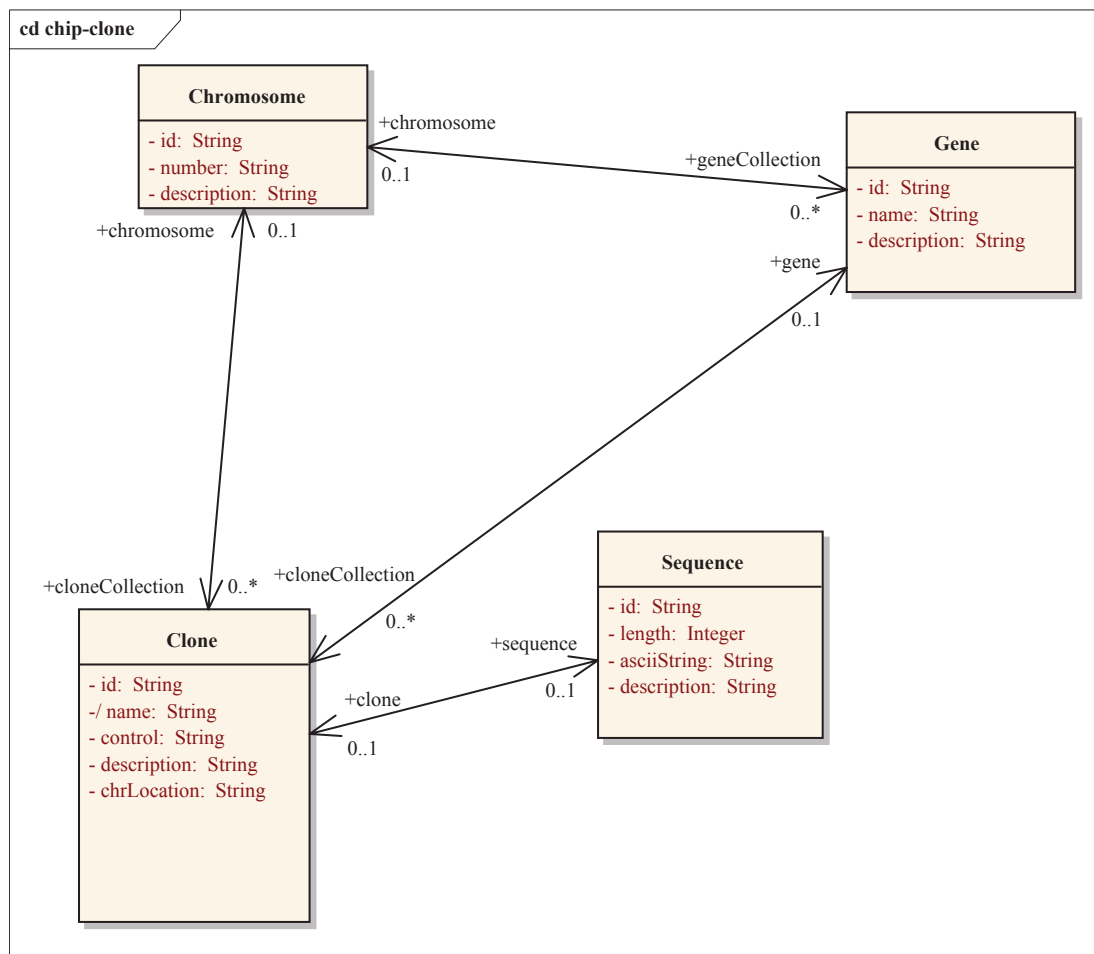 cd chip-clone
Chromosome
- id: String
- number: String
- description: String
+chromosome
0..1
+geneCollection
0..*
Gene
- id: String
- name: String
- description: String
+chromosome
0..1
+gene
0..1
+cloneCollection
0..*
+cloneCollection
0..*
Clone
- id: String
-/ name: String
- control: String
- description: String
- chrLocation: String
+clone
0..1
+sequence
0..1
Sequence
- id: String
- length: Integer
- asciiString: String
- description: String